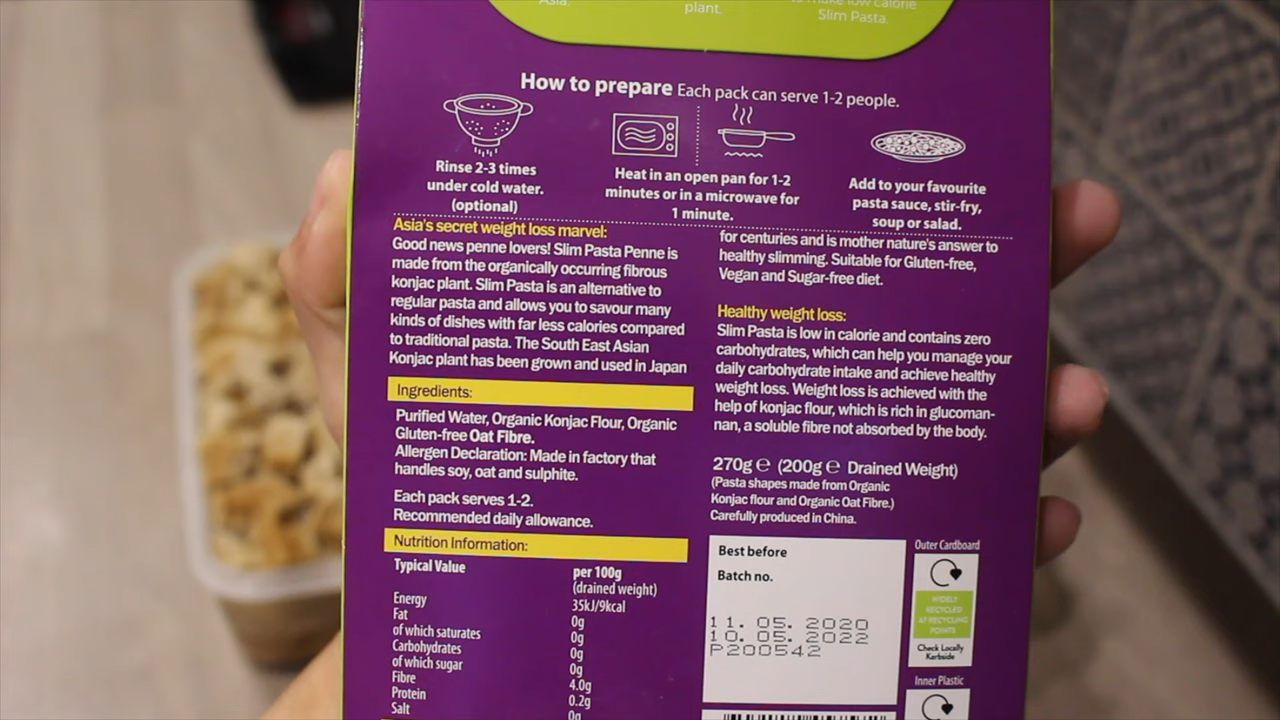 Asia.
plant.
to make low calorie
Slim Pasta.
How to prepare Each pack can serve 1-2 people.
Rinse 2-3 times
under cold water.
(optional)
Heat in an open pan for 1-2
minutes or in a microwave for
1 minute.
Add to your favourite
pasta sauce, stir-fry,
soup or salad.
Asia's secret weight loss marvel:
Good news penne lovers! Slim Pasta Penne is
made from the organically occurring fibrous
konjac plant. Slim Pasta is an alternative to
regular pasta and allows you to savour many
kinds of dishes with far less calories compared
to traditional pasta. The South East Asian
Konjac plant has been grown and used in Japan
for centuries and is mother nature's answer to
healthy slimming. Suitable for Gluten-free,
Vegan and Sugar-free diet.
Healthy weight loss:
Slim Pasta is low in calorie and contains zero
carbohydrates, which can help you manage your
daily carbohydrate intake and achieve healthy
weight loss. Weight loss is achieved with the
help of konjac flour, which is rich in glucoman-
nan, a soluble fibre not absorbed by the body.
Ingredients:
Purified Water, Organic Konjac Flour, Organic
Gluten-free Oat Fibre.
Allergen Declaration: Made in factory that
handles soy, oat and sulphite.
Each pack serves 1-2.
Recommended daily allowance.
270g ℮ (200g ℮ Drained Weight)
(Pasta shapes made from Organic
Konjac flour and Organic Oat Fibre.)
Carefully produced in China.
Nutrition Information:
Typical Value per 100g
(drained weight)
Energy 35kJ/9kcal
Fat 0g
of which saturates 0g
Carbohydrates 0g
of which sugar 0g
Fibre 4.0g
Protein 0.2g
Salt 0g
Best before
Batch no.
11. 05. 2020
10. 05. 2022
P200542
Outer Cardboard
WIDELY
RECYCLED
AT RECYCLING
POINTS
Check Locally
Kerbside
Inner Plastic